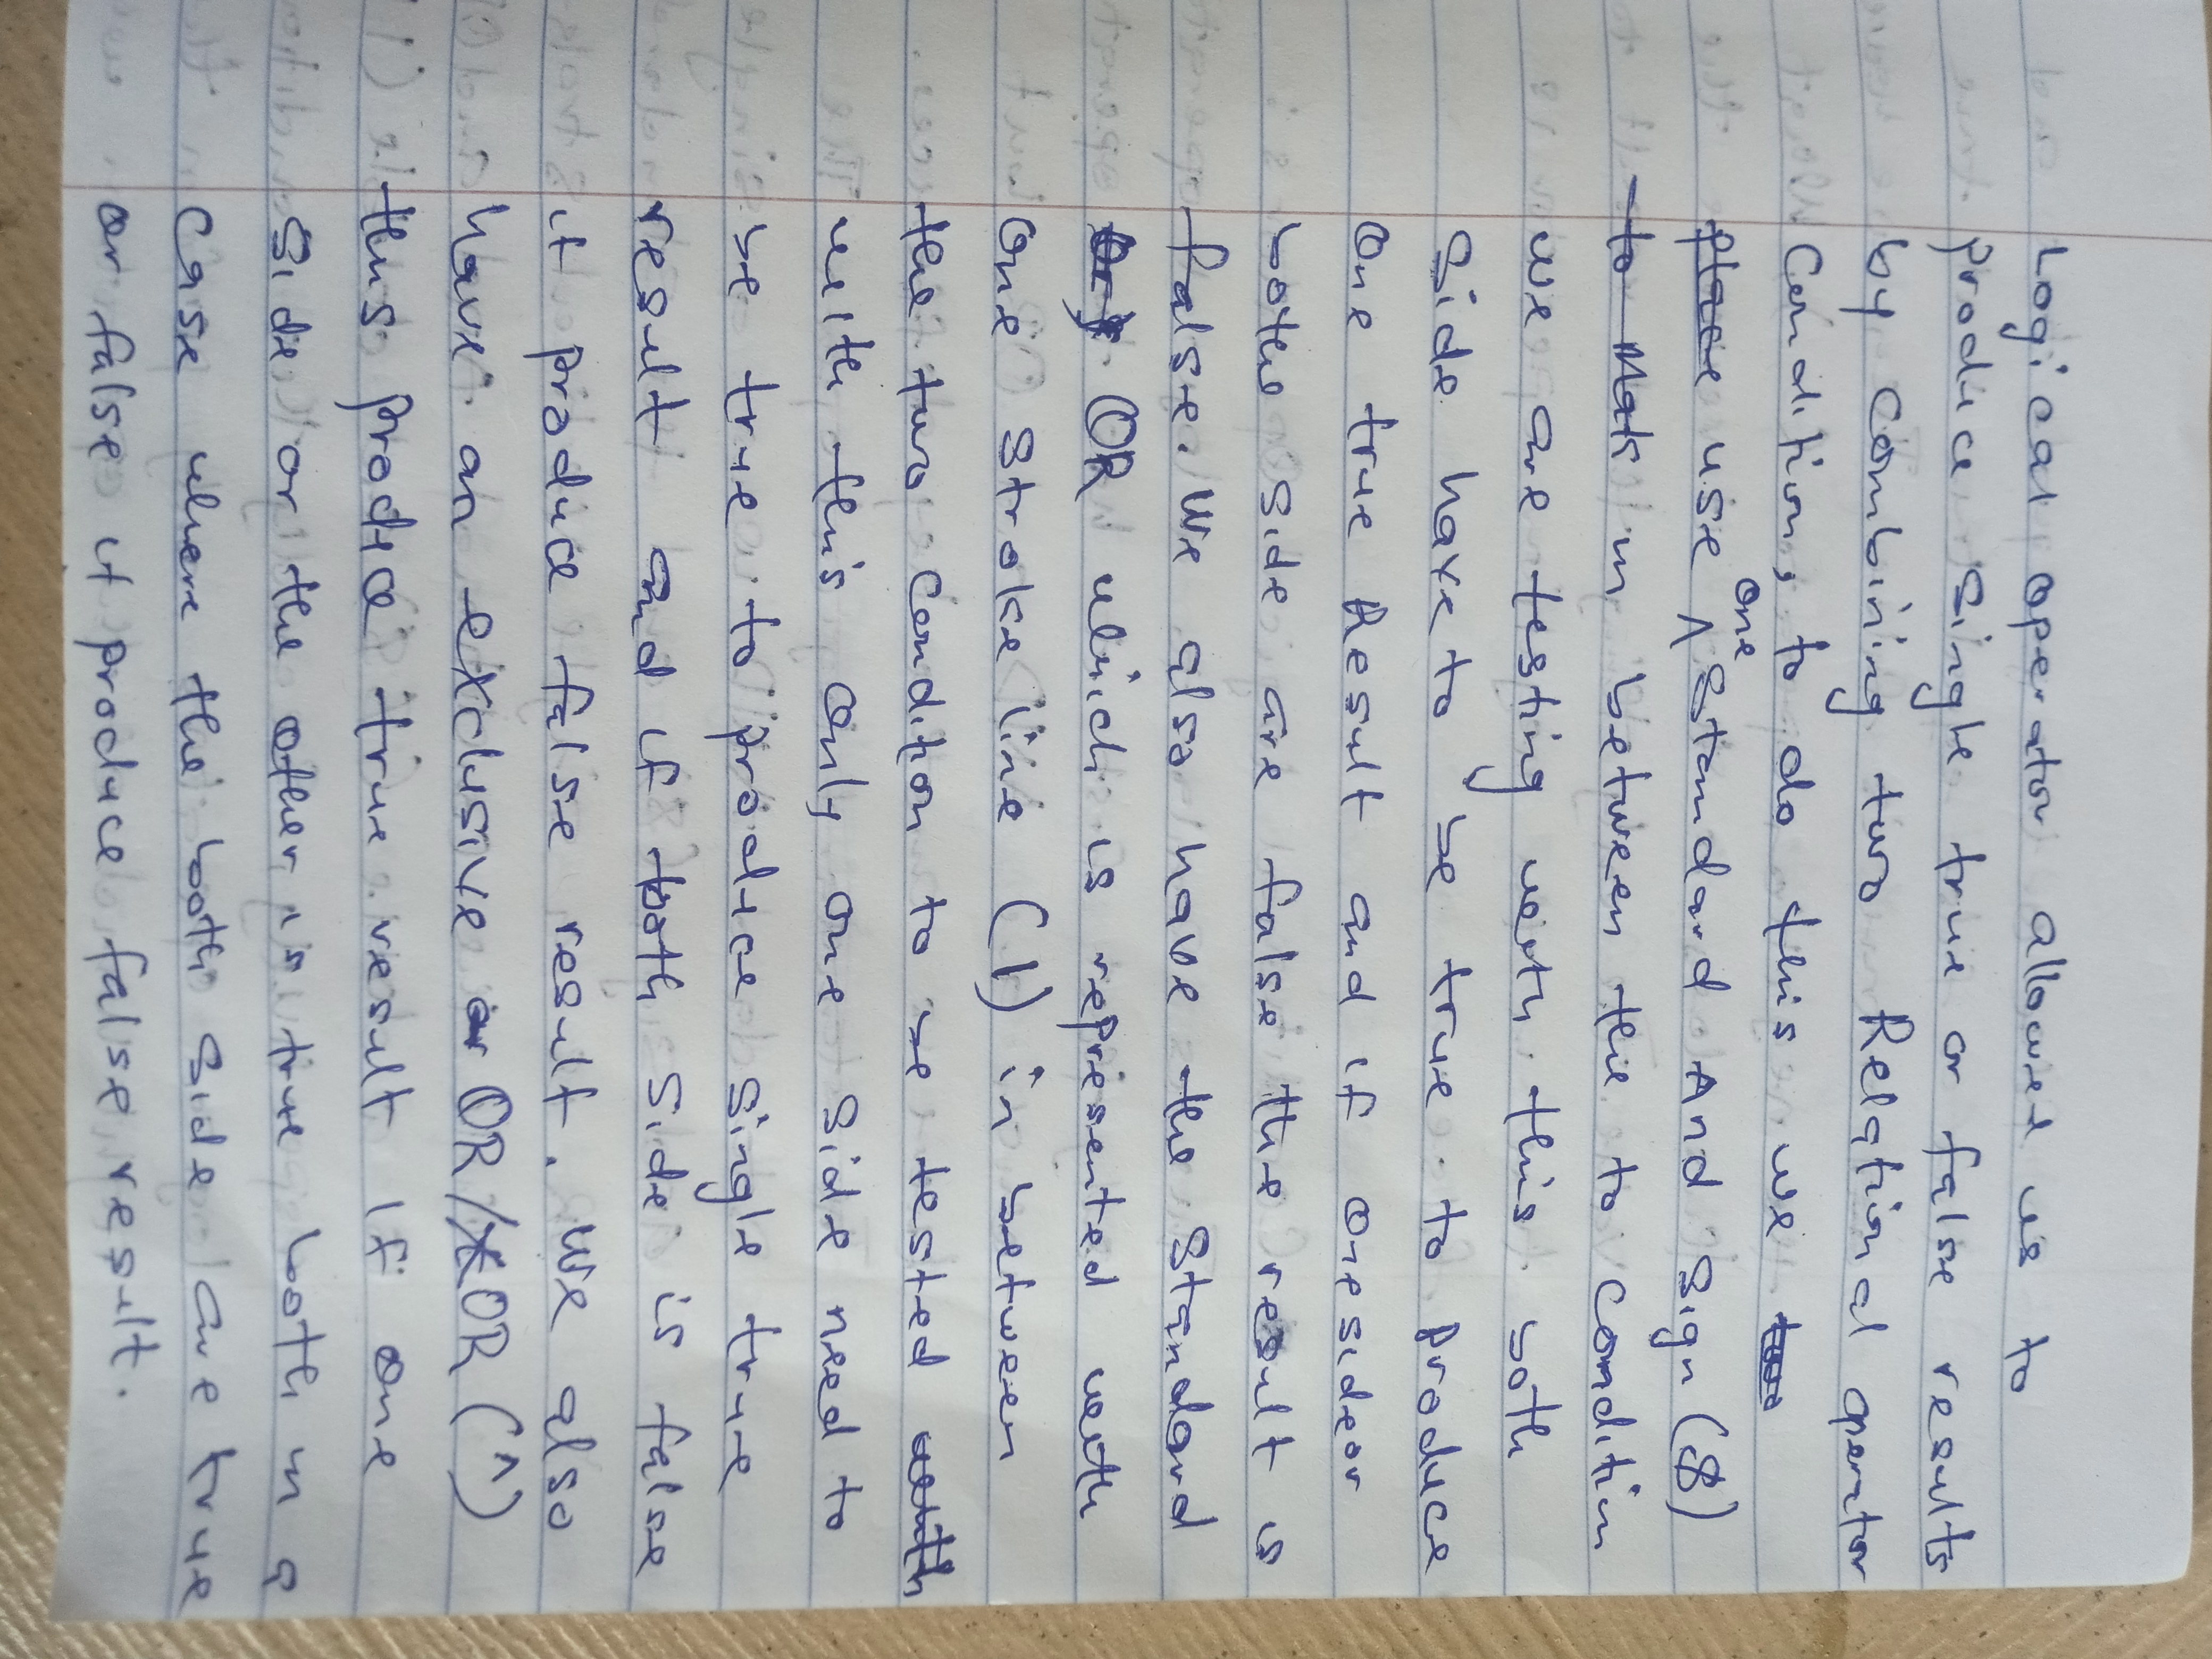 Logical operator allowed us to
produce single true or false results
by combining two Relational operator
Conditions, to do this we
use one standard And sign (&)
in between the to condition
we are testing with this both
side have to be true to produce
one true Result and if one side or
both side are false the result is
false. We also have the standard
OR which is represented with
one stroke line (|) in between
the two condition to be tested
with this only one side need to
be true to produce single true
result and if both side is false
it produce false result. We also
have an exclusive OR/XOR (^)
this produce true result if one
side or the other is true both in a
case where the both side are true
or false it produce false result.